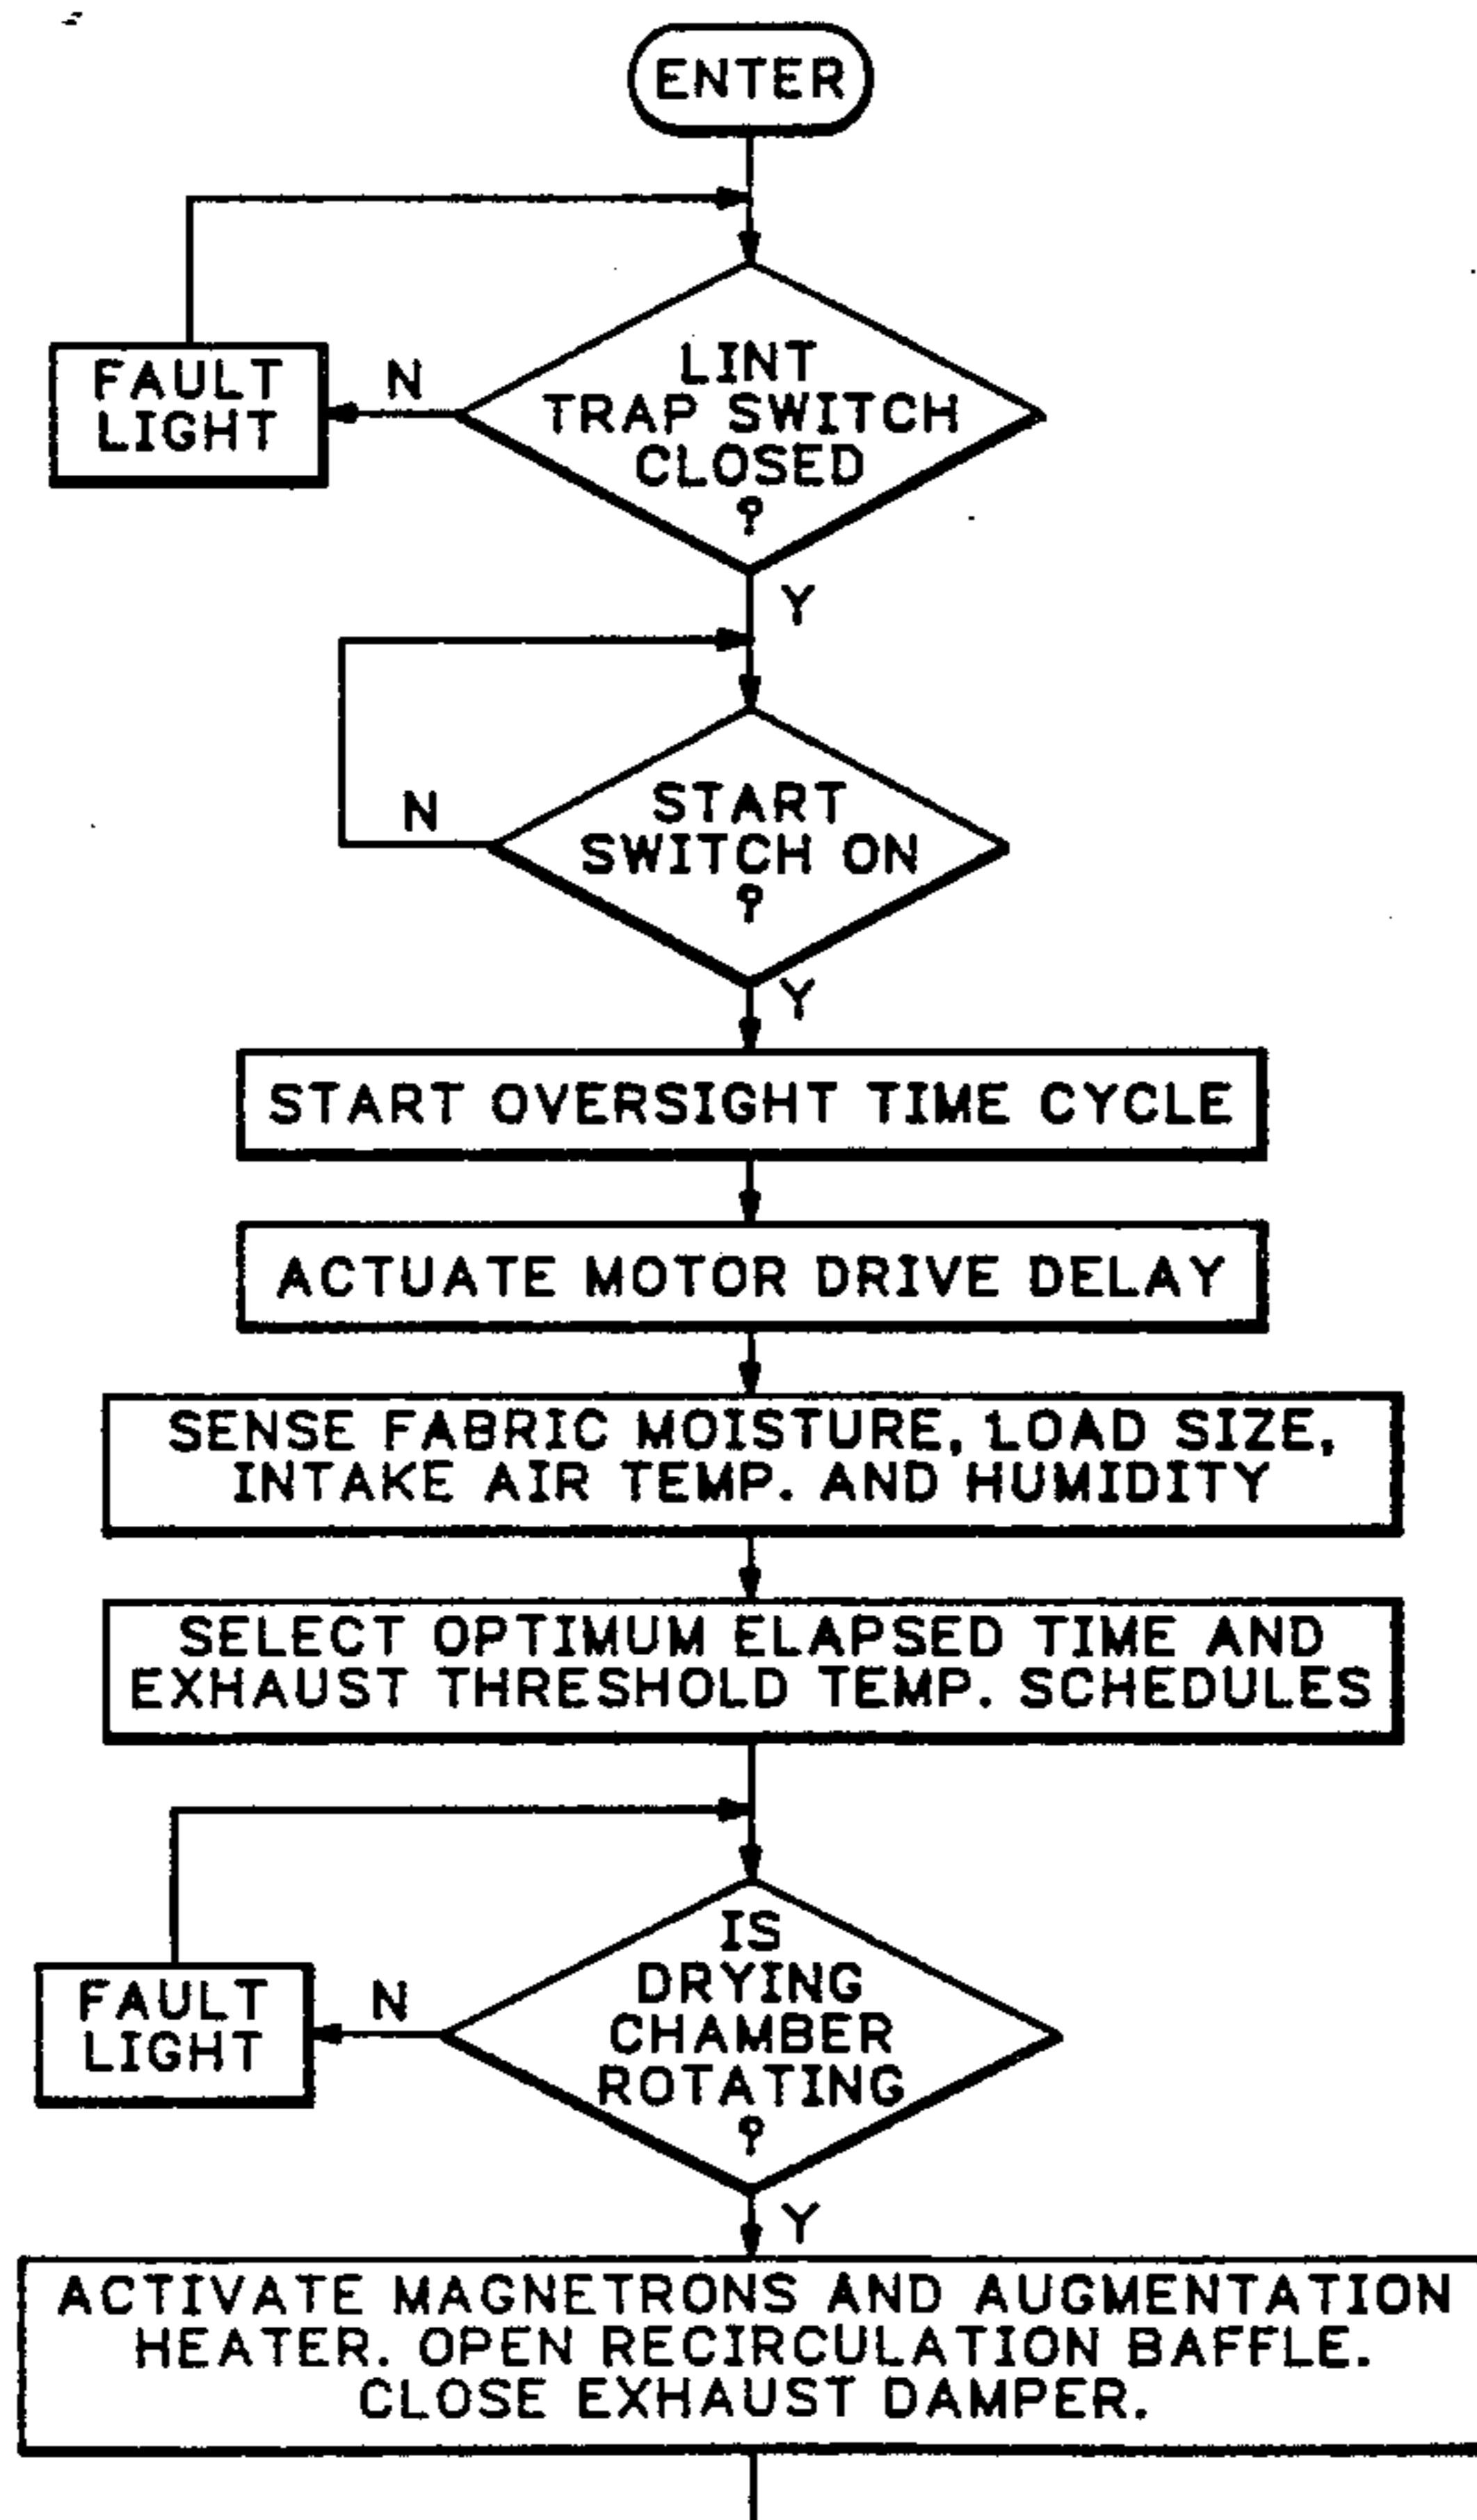 ENTER
LINT
TRAP SWITCH
CLOSED
?
N
FAULT
LIGHT
Y
START
SWITCH ON
?
N
Y
START OVERSIGHT TIME CYCLE
ACTUATE MOTOR DRIVE DELAY
SENSE FABRIC MOISTURE, LOAD SIZE,
INTAKE AIR TEMP. AND HUMIDITY
SELECT OPTIMUM ELAPSED TIME AND
EXHAUST THRESHOLD TEMP. SCHEDULES
IS
DRYING
CHAMBER
ROTATING
?
N
FAULT
LIGHT
Y
ACTIVATE MAGNETRONS AND AUGMENTATION
HEATER. OPEN RECIRCULATION BAFFLE.
CLOSE EXHAUST DAMPER.